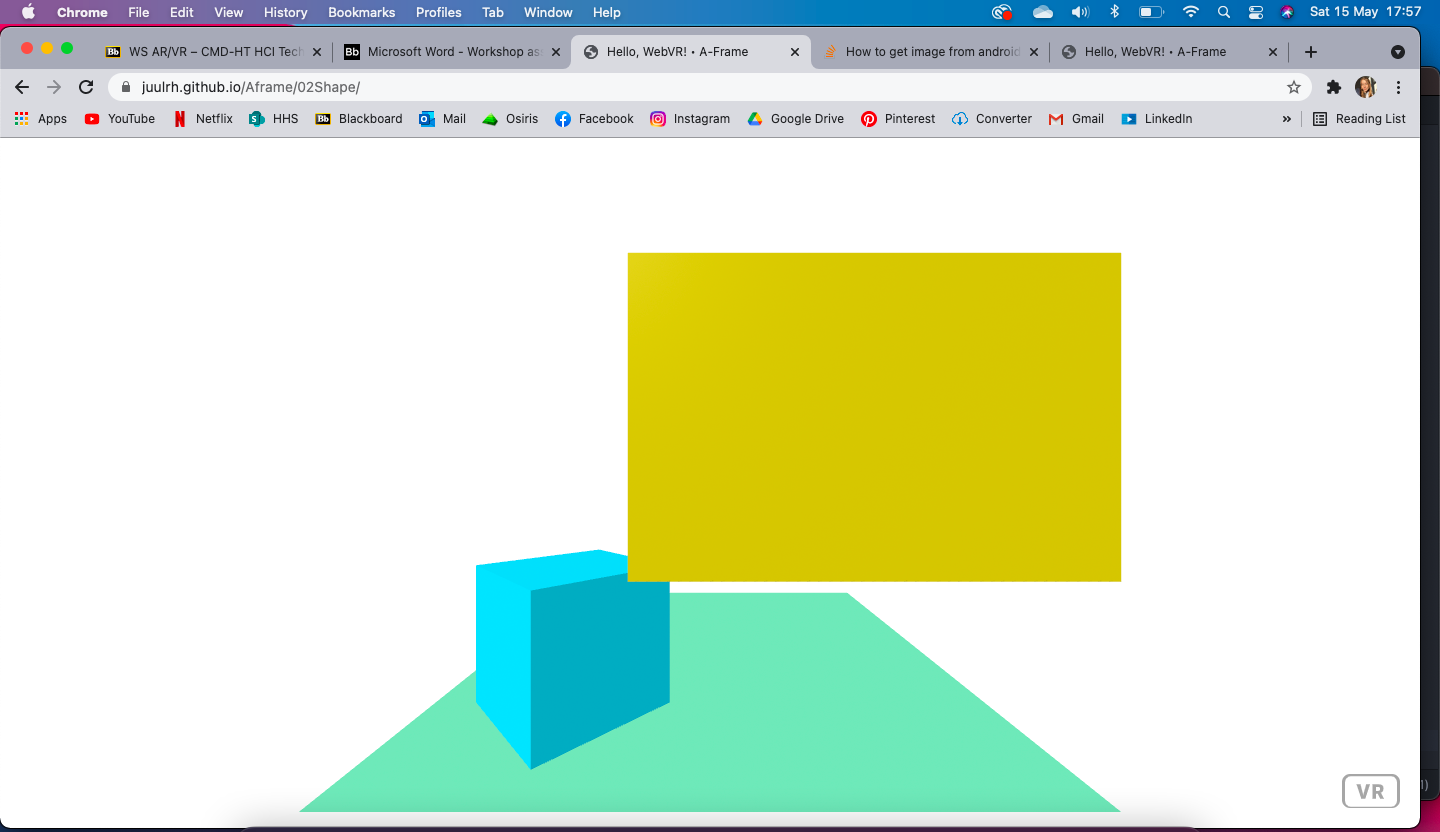 Chrome File Edit View History Bookmarks Profiles Tab Window Help Sat 15 May 17:57
Bb WS AR/VR – CMD-HT HCI Tech Bb Microsoft Word - Workshop as Hello, WebVR! • A-Frame How to get image from android Hello, WebVR! • A-Frame
juulrh.github.io/Aframe/02Shape/
Apps YouTube Netflix S HHS Bb Blackboard Mail Osiris Facebook Instagram Google Drive Pinterest Converter Gmail LinkedIn » Reading List
VR